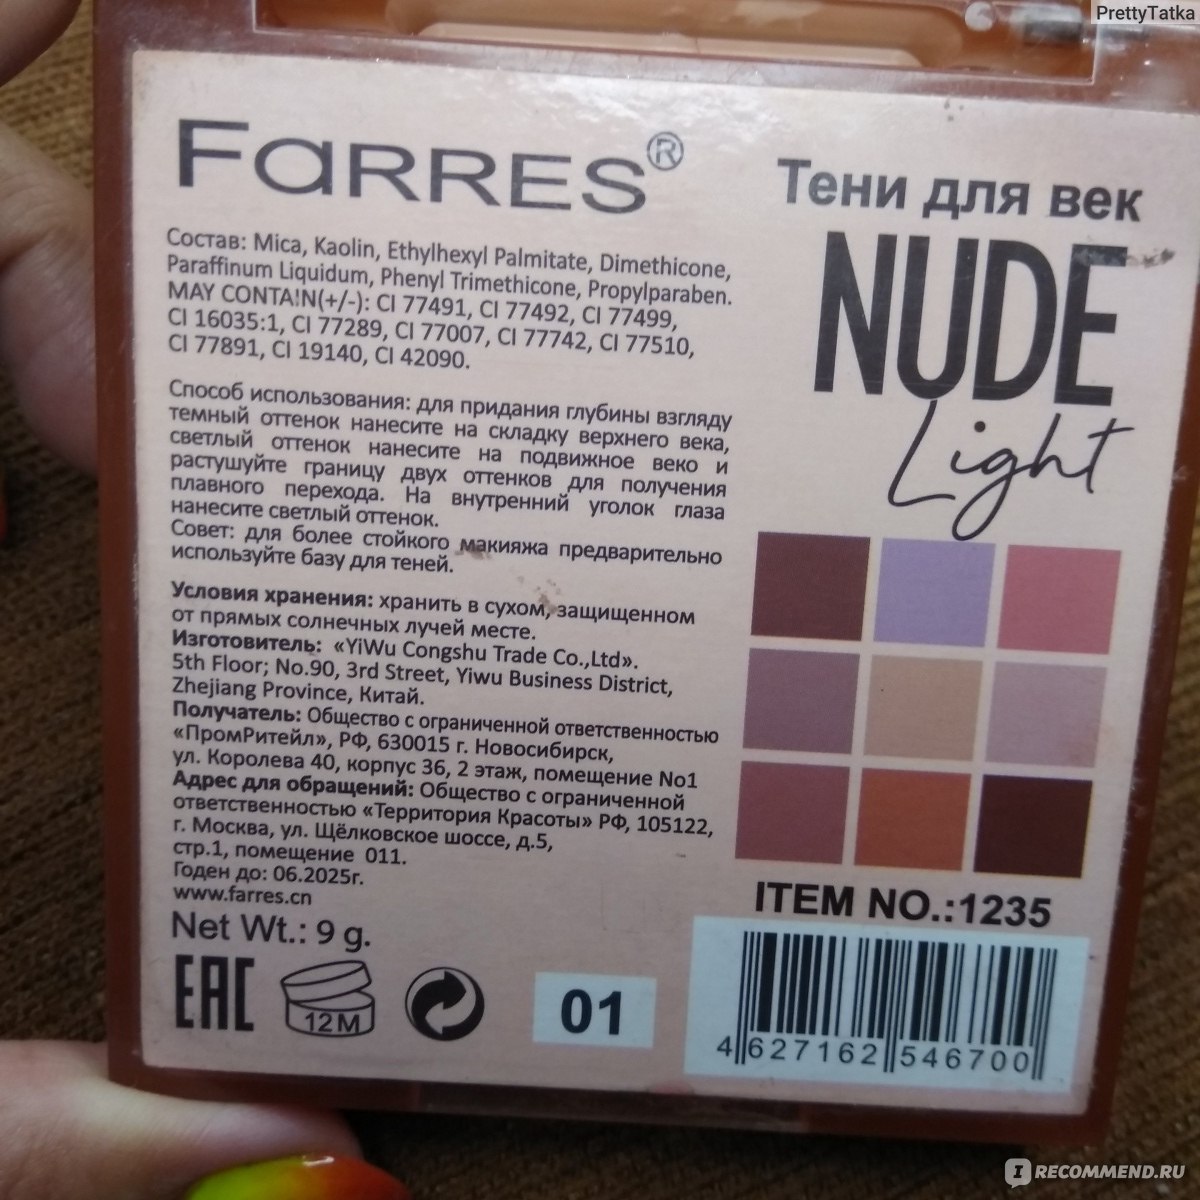 PrettyTatka
FARRES®
Состав: Mica, Kaolin, Ethylhexyl Palmitate, Dimethicone,
Paraffinum Liquidum, Phenyl Trimethicone, Propylparaben.
MAY CONTA!N(+/-): CI 77491, CI 77492, CI 77499,
CI 16035:1, CI 77289, CI 77007, CI 77742, CI 77510,
CI 77891, CI 19140, CI 42090.
Способ использования: для придания глубины взгляду
темный оттенок нанесите на складку верхнего века,
светлый оттенок нанесите на подвижное веко и
растушуйте границу двух оттенков для получения
плавного перехода. На внутренний уголок глаза
нанесите светлый оттенок.
Совет: для более стойкого макияжа предварительно
используйте базу для теней.
Условия хранения: хранить в сухом, защищенном
от прямых солнечных лучей месте.
Изготовитель: «YiWu Congshu Trade Co.,Ltd».
5th Floor; No.90, 3rd Street, Yiwu Business District,
Zhejiang Province, Китай.
Получатель: Общество с ограниченной ответственностью
«ПромРитейл», РФ, 630015 г. Новосибирск,
ул. Королева 40, корпус 36, 2 этаж, помещение No1
Адрес для обращений: Общество с ограниченной
ответственностью «Территория Красоты» РФ, 105122,
г. Москва, ул. Щёлковское шоссе, д.5,
стр.1, помещение 011.
Годен до: 06.2025г.
www.farres.cn
Net Wt.: 9 g.
EAC
12M
01
Тени для век
NUDE
Light
ITEM NO.:1235
4 627162 546700
IRECOMMEND.RU